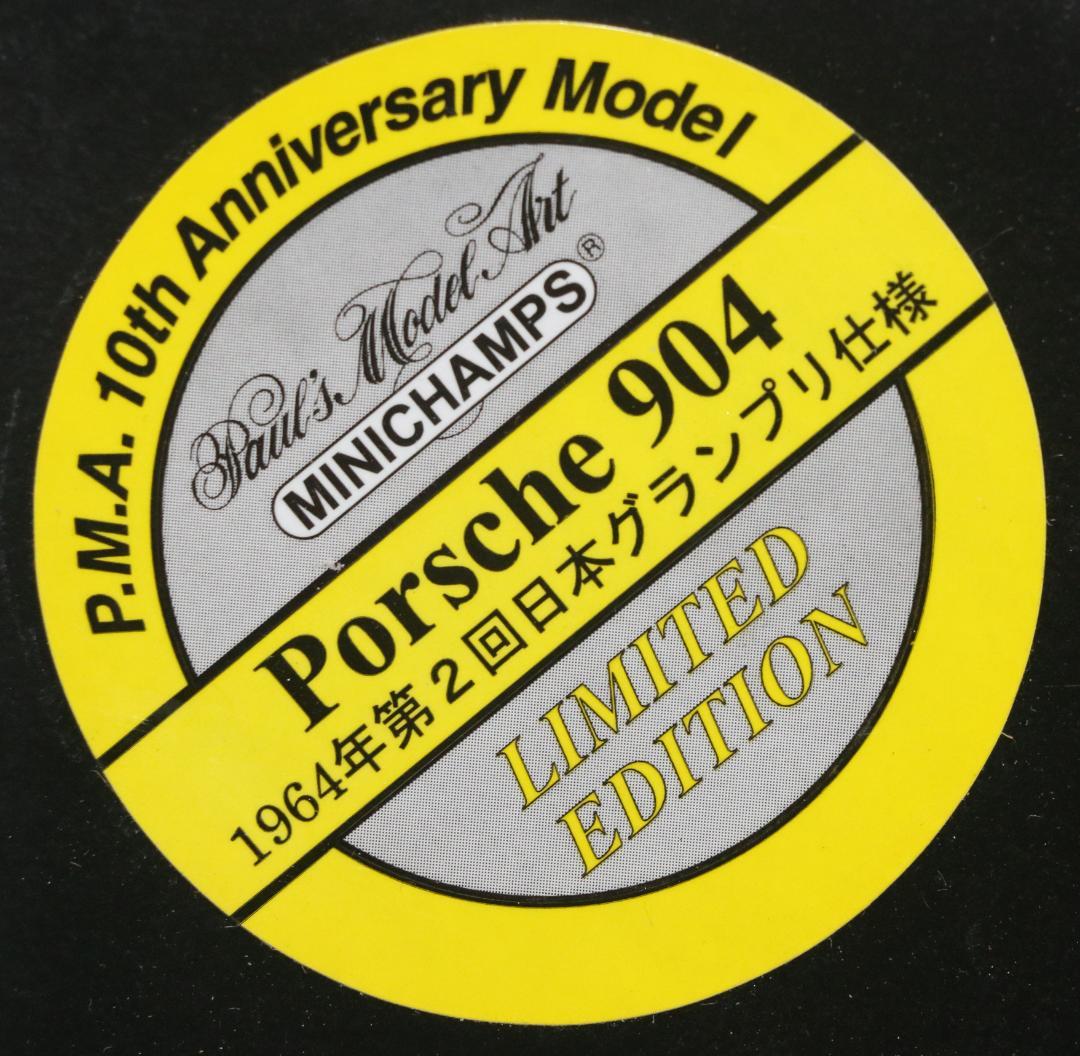 P.M.A. 10th Anniversary Model
Paul's Model Art
MINICHAMPS®
Porsche 904
1964年第2回日本グランプリ仕様
LIMITED
EDITION